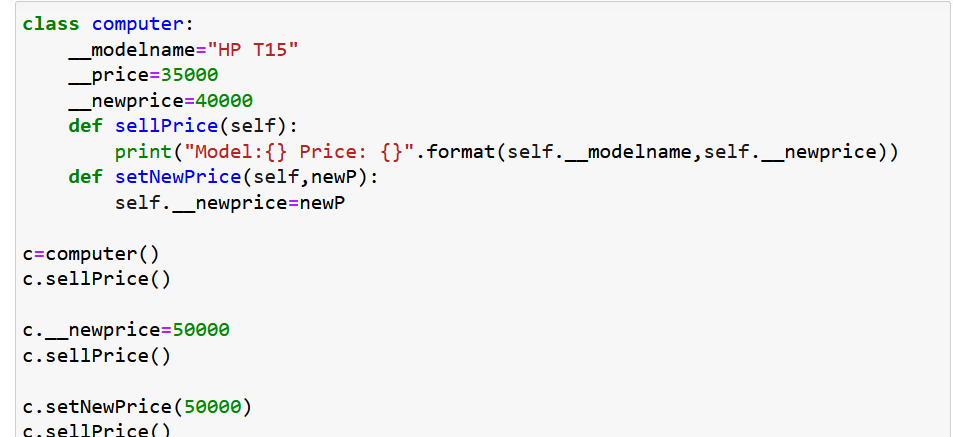 class computer:
    __modelname="HP T15"
    __price=35000
    __newprice=40000
    def sellPrice(self):
        print("Model:{} Price: {}".format(self.__modelname,self.__newprice))
    def setNewPrice(self,newP):
        self.__newprice=newP

c=computer()
c.sellPrice()

c.__newprice=50000
c.sellPrice()

c.setNewPrice(50000)
c.sellPrice()